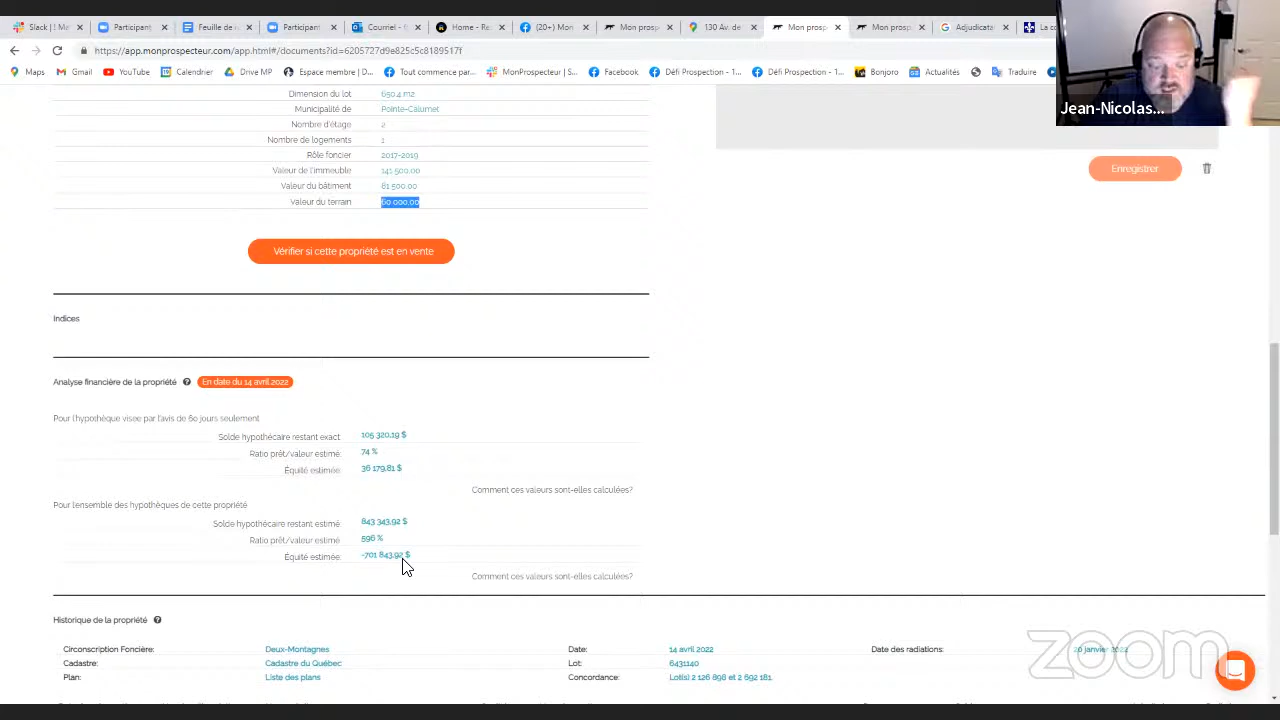 Slack | ! Me
Participant
Feuille de
Participant
Courriel -
Home - Re
(20+) Mon
Mon prosp
130 Av. de
Mon prosp
Mon prosp
Adjudicata
La co
https://app.monprospecteur.com/app.html#/documents?id=6205727d9e825c5c8189517f
Maps
Gmail
YouTube
Calendrier
Drive MP
Espace membre D...
Tout commence par...
MonProspecteur | S...
Facebook
Défi Prospection - 1...
Défi Prospection - 1...
Bonjoro
Actualités
Traduire
Jean-Nicolas...
Dimension du lot 650.4 m2
Municipalité de Pointe-Calumet
Nombre d'étage 2
Nombre de logements 1
Rôle foncier 2017-2019
Valeur de l'immeuble 141 500.00
Valeur du bâtiment 81 500.00
Valeur du terrain 60 000.00
Enregistrer
Vérifier si cette propriété est en vente
Indices
Analyse financière de la propriété En date du 14 avril 2022
Pour l'hypothèque visee par l'avis de 60 jours seulement
Solde hypothécaire restant exact: 105 320,19 $
Ratio prêt/valeur estimé: 74 %
Équité estimée: 36 179,81 $
Comment ces valeurs sont-elles calculées?
Pour l'ensemble des hypothèques de cette propriété
Solde hypothécaire restant estimé: 843 343,92 $
Ratio prêt/valeur estimé: 596 %
Équité estimée: -701 843,92 $
Comment ces valeurs sont-elles calculées?
Historique de la propriété
Circonscription Foncière: Deux-Montagnes Date: 14 avril 2022 Date des radiations: 20 janvier 2022
Cadastre: Cadastre du Québec Lot: 6431140
Plan: Liste des plans Concordance: Lot(s) 2 126 898 et 2 692 181.
zoom